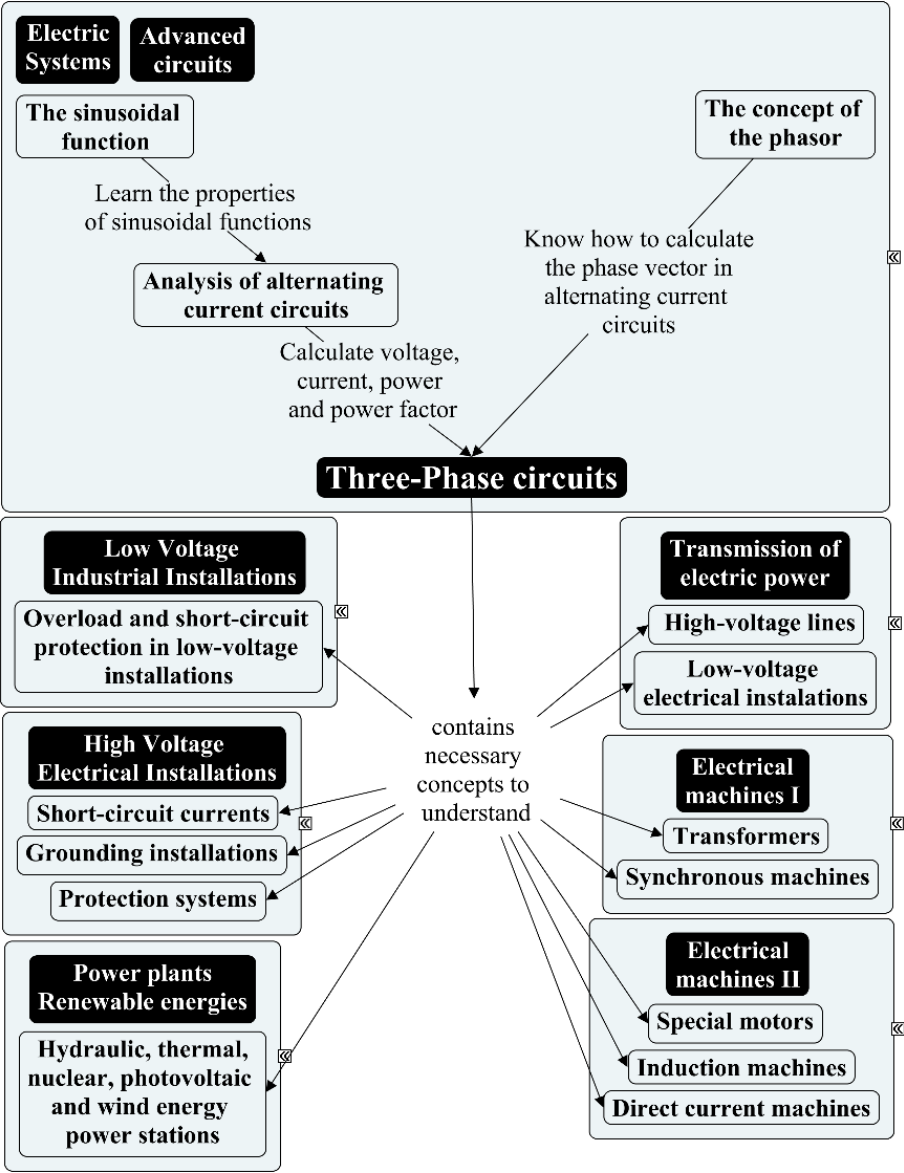 Electric
Systems
Advanced
circuits
The sinusoidal
function
The concept of
the phasor
Learn the properties
of sinusoidal functions
Know how to calculate
the phase vector in
alternating current
circuits
Analysis of alternating
current circuits
Calculate voltage,
current, power
and power factor
Three-Phase circuits
Low Voltage
Industrial Installations
Overload and short-circuit
protection in low-voltage
installations
Transmission of
electric power
High-voltage lines
Low-voltage
electrical instalations
contains
necessary
concepts to
understand
High Voltage
Electrical Installations
Short-circuit currents
Grounding installations
Protection systems
Electrical
machines I
Transformers
Synchronous machines
Power plants
Renewable energies
Hydraulic, thermal,
nuclear, photovoltaic
and wind energy
power stations
Electrical
machines II
Special motors
Induction machines
Direct current machines